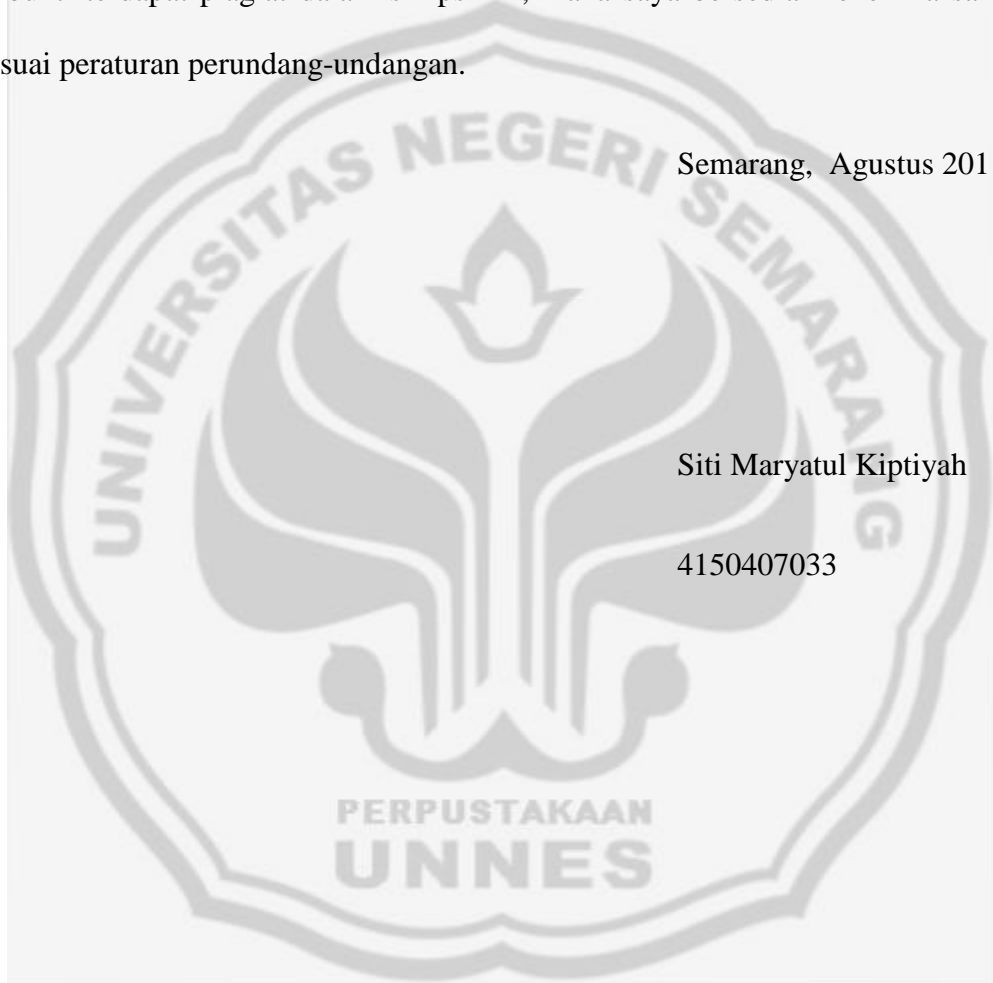 suai peraturan perundang-undangan.
Semarang, Agustus 201
Siti Maryatul Kiptiyah
4150407033
UNIVERSITAS NEGERI SEMARANG
PERPUSTAKAAN
UNNES